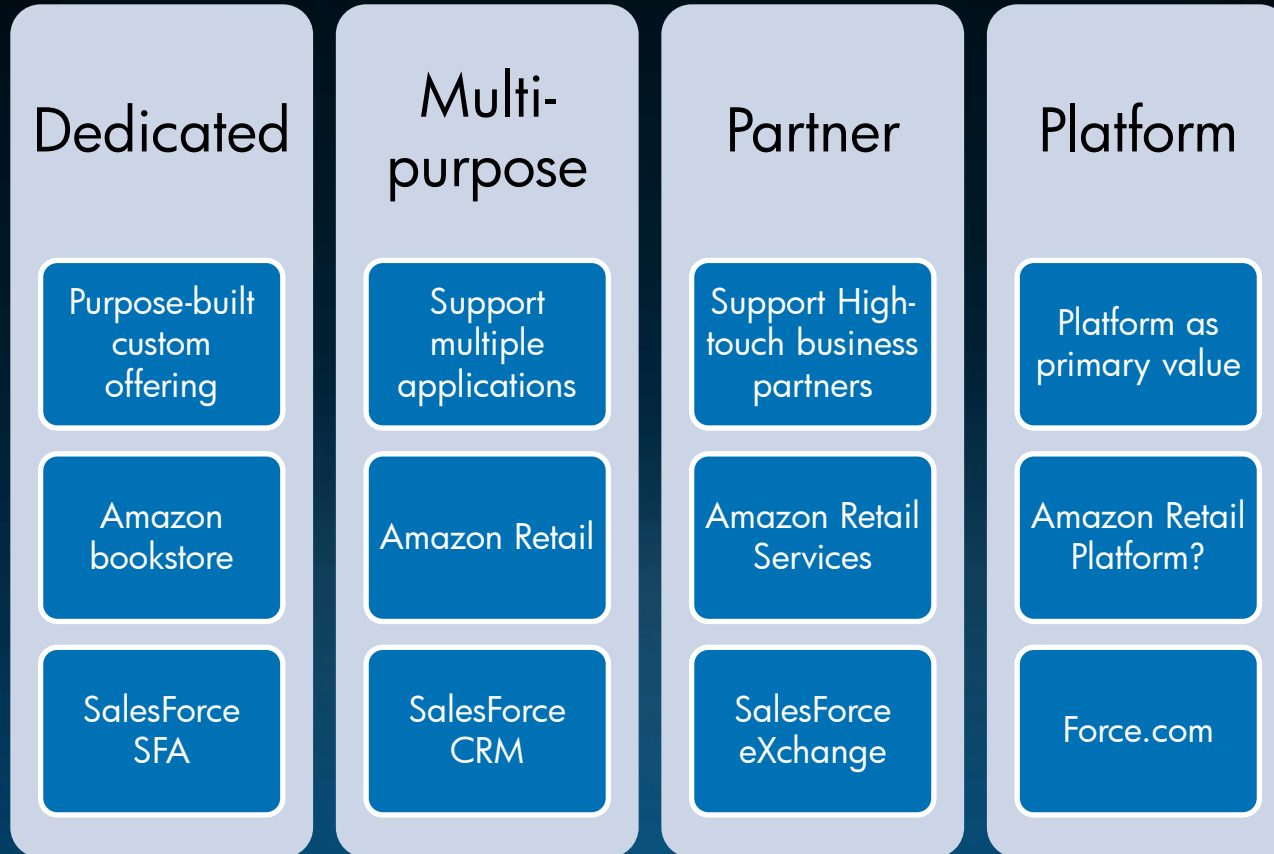 Dedicated
Purpose-built
custom
offering
Amazon
bookstore
SalesForce
SFA
Multi-
purpose
Support
multiple
applications
Amazon Retail
SalesForce
CRM
Partner
Support High-
touch business
partners
Amazon Retail
Services
SalesForce
eXchange
Platform
Platform as
primary value
Amazon Retail
Platform?
Force.com